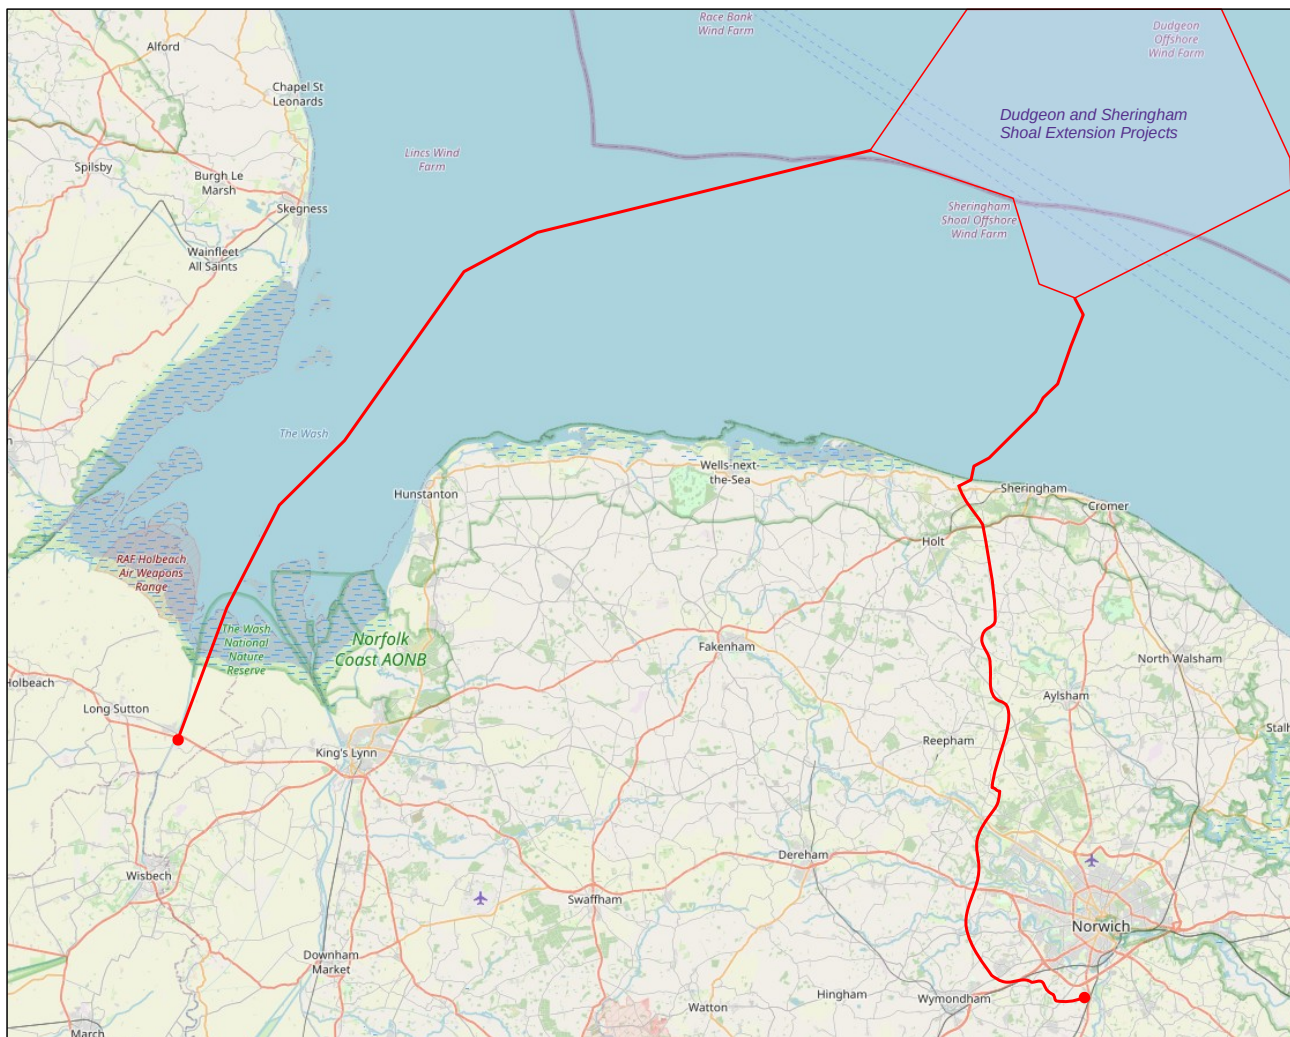 Race Bank
Wind Farm
Dudgeon
Offshore
Wind Farm
Alford
Chapel St
Leonards
Dudgeon and Sheringham
Shoal Extension Projects
Lincs Wind
Farm
Spilsby
Burgh Le
Marsh
Skegness
Sheringham
Shoal Offshore
Wind Farm
Wainfleet
All Saints
The Wash
Wells-next-
the-Sea
Hunstanton
Sheringham
Cromer
Holt
RAF Holbeach
Air Weapons
Range
The Wash
National
Nature
Reserve
Norfolk
Coast AONB
Fakenham
North Walsham
Holbeach
Aylsham
Long Sutton
Stalh
Reepham
King's Lynn
Dereham
Wisbech
Swaffham
Norwich
Downham
Market
Hingham
Wymondham
Watton
March